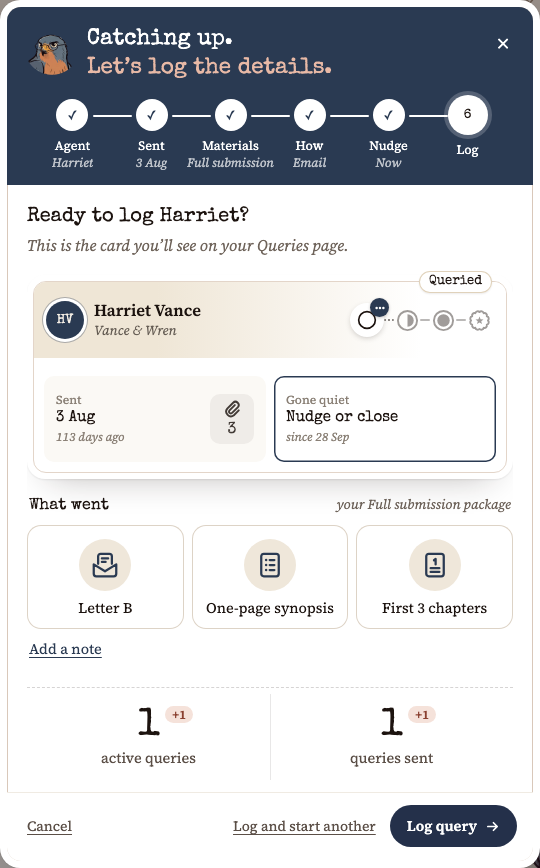 Catching up.
Let's log the details.
✕
✓ ✓ ✓ ✓ ✓ 6
Agent Sent Materials How Nudge Log
Harriet 3 Aug Full submission Email Now
Ready to log Harriet?
This is the card you'll see on your Queries page.
Queried
HV
Harriet Vance
Vance & Wren
Sent
3 Aug
113 days ago
3
Gone quiet
Nudge or close
since 28 Sep
What went
your Full submission package
1
Letter B One-page synopsis First 3 chapters
Add a note
1 +1
active queries
1 +1
queries sent
Cancel
Log and start another
Log query →